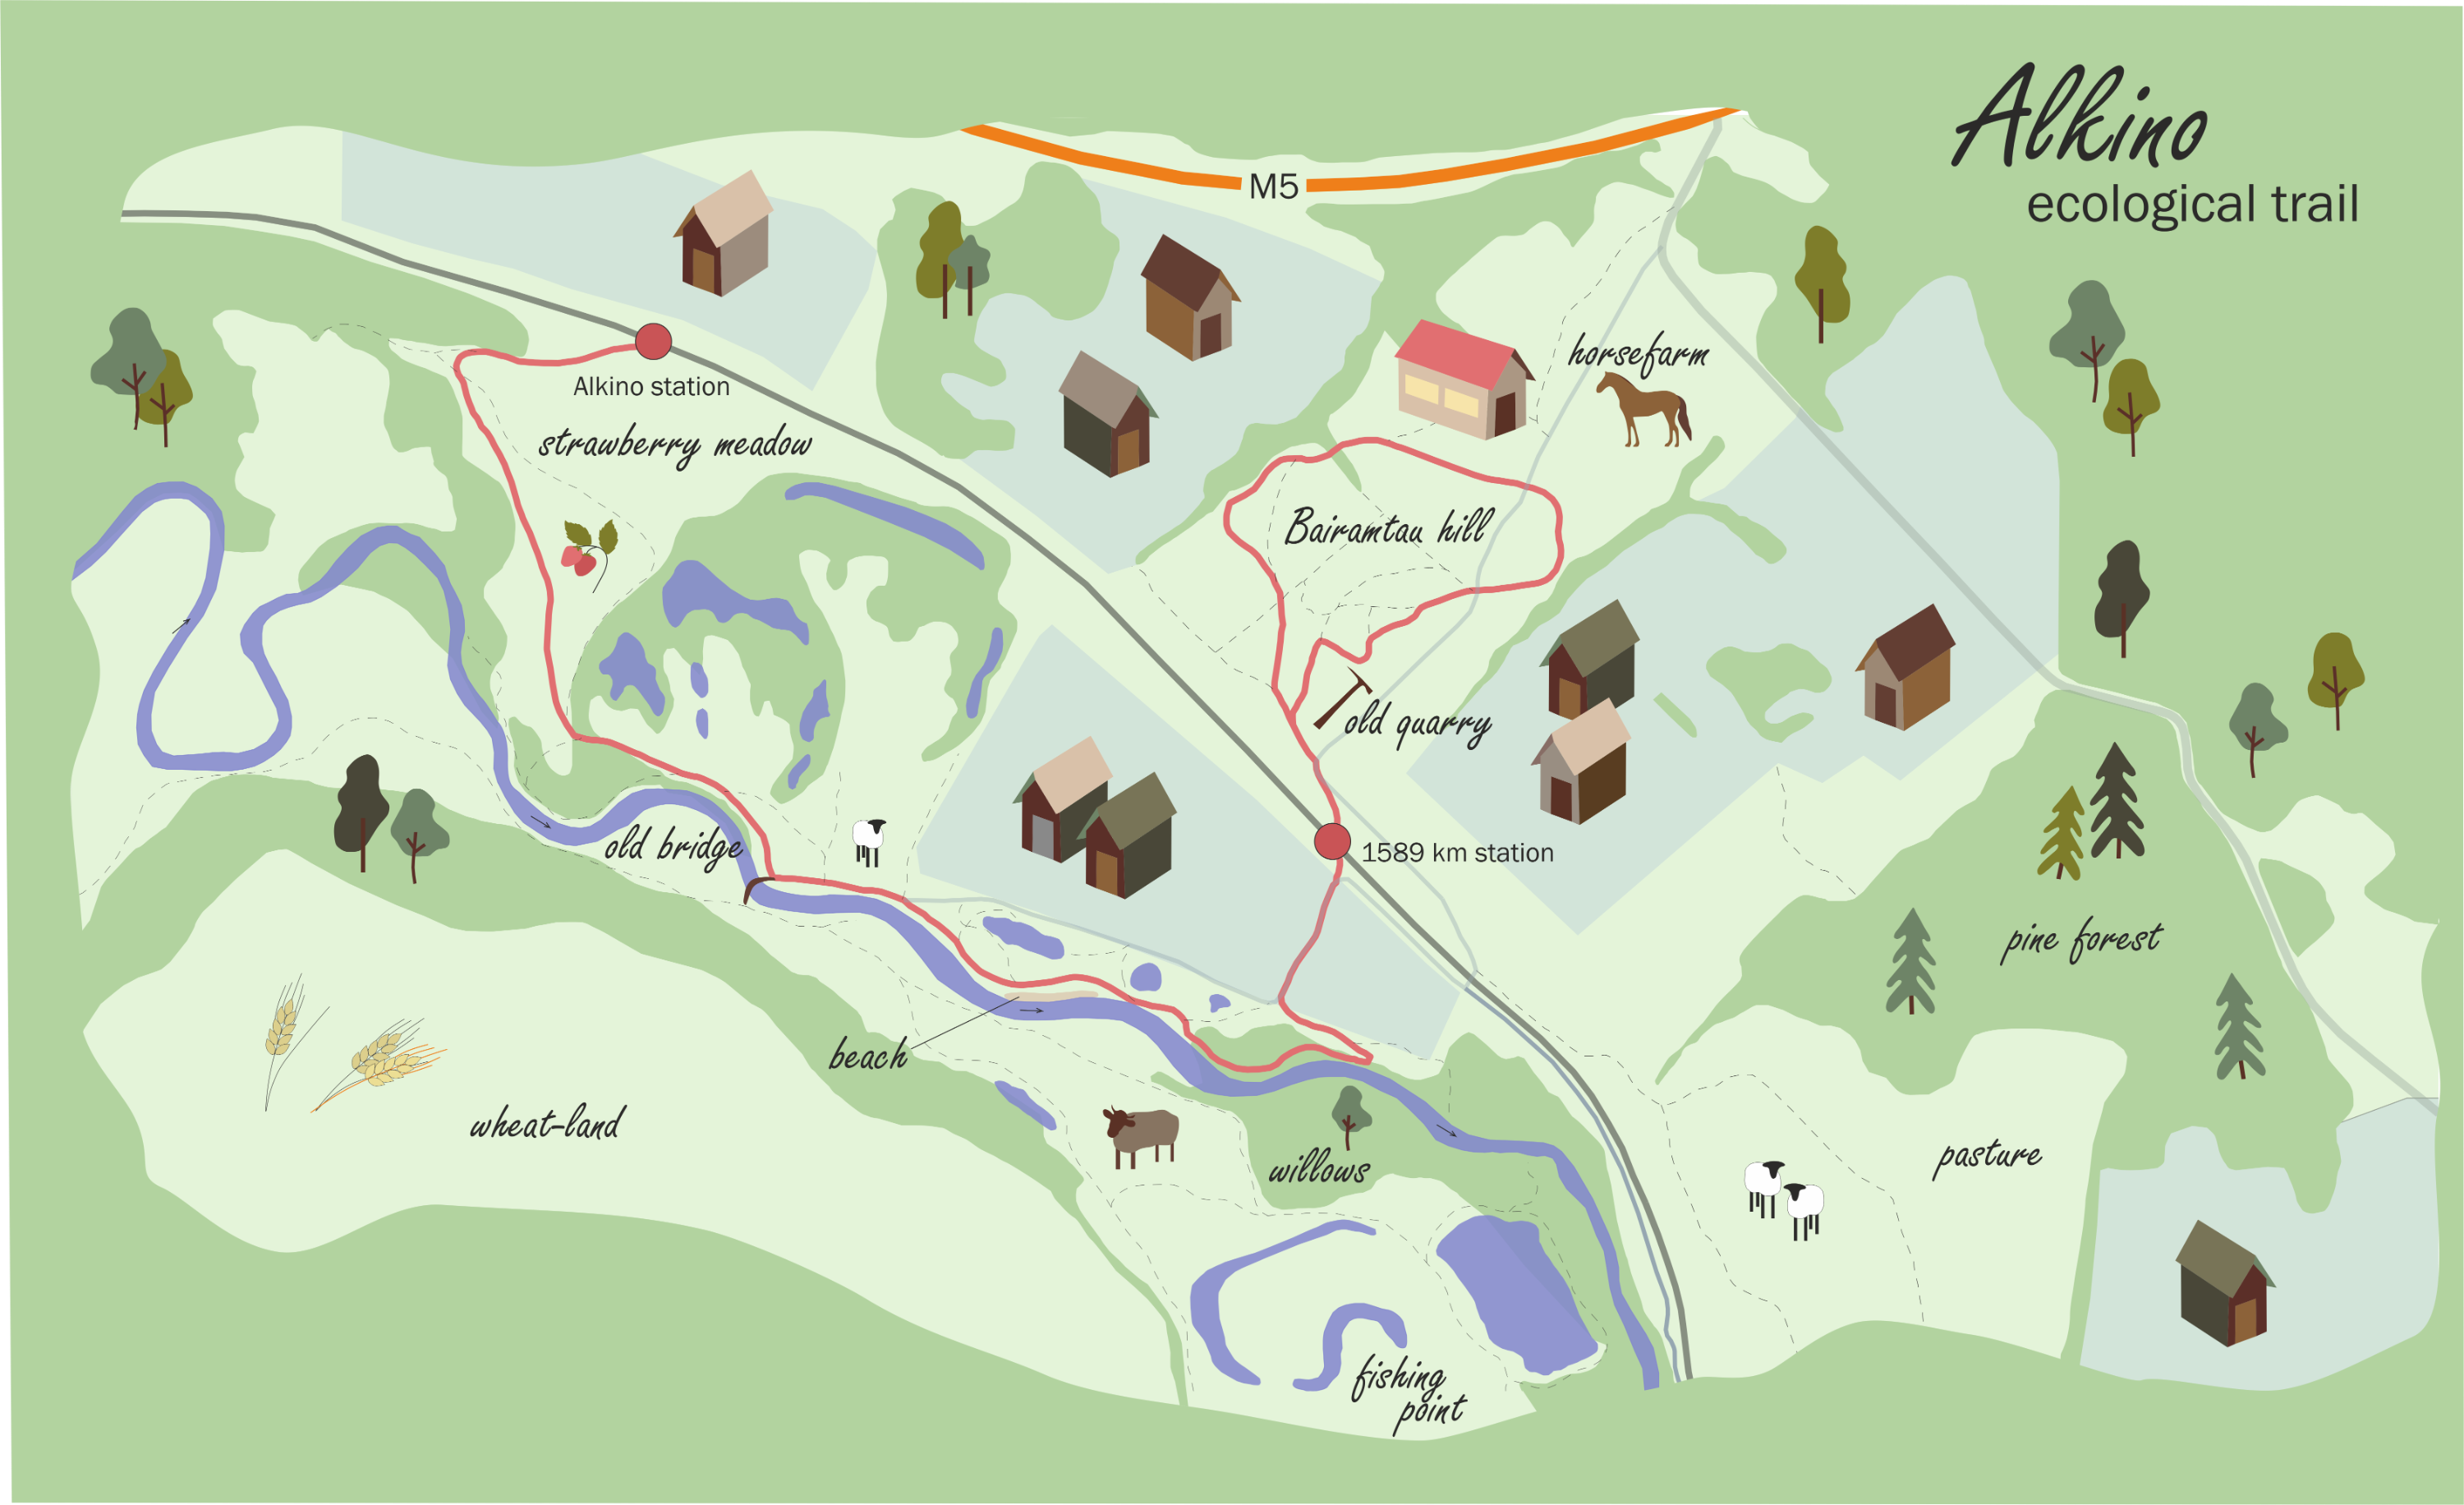 Alkino
ecological trail
M5
horsefarm
Alkino station
strawberry meadow
Bairamtau hill
old quarry
1589 km station
old bridge
pine forest
beach
wheat-land
willows
pasture
fishing
point